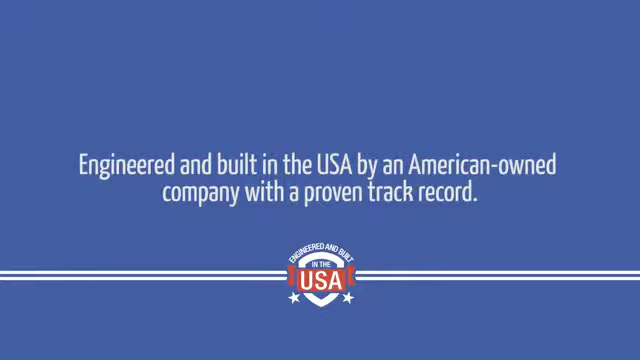 Engineered and built in the USA by an American-owned
company with a proven track record.
ENGINEERED AND BUILT
IN THE
USA